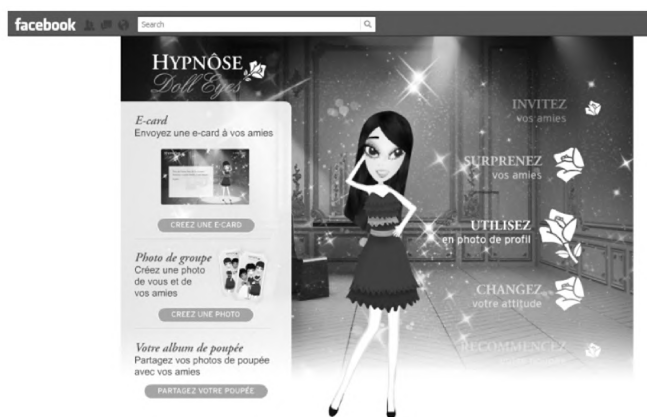 facebook
Search
HYPNÔSE
Doll Eyes
E-card
Envoyez une e-card à vos amies
CREEZ UNE E-CARD
Photo de groupe
Créez une photo
de vous et de
vos amies
CREEZ UNE PHOTO
Votre album de poupée
Partagez vos photos de poupée
avec vos amies
PARTAGEZ VOTRE POUPÉE
INVITEZ
vos amies
SURPRENEZ
vos amies
UTILISEZ
en photo de profil
CHANGEZ
votre attitude
RECOMMENCEZ